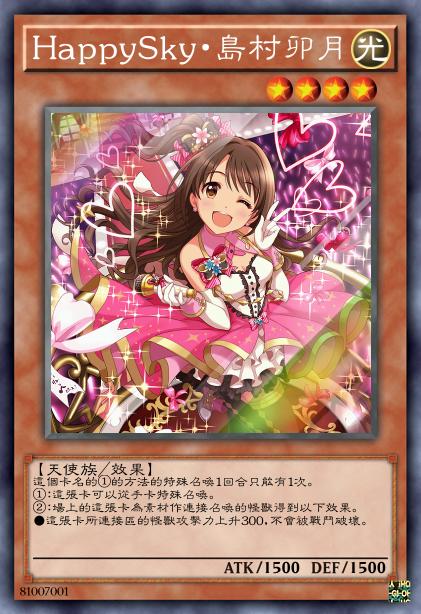 HappySky・島村卯月 光
【天使族／效果】
這個卡名的①的方法的特殊召喚1回合只能有1次。
①:這張卡可以從手卡特殊召喚。
②:場上的這張卡為素材作連接召喚的怪獸得到以下效果。
●這張卡所連接區的怪獸攻擊力上升300,不會被戰鬥破壞。
ATK/1500 DEF/1500
81007001